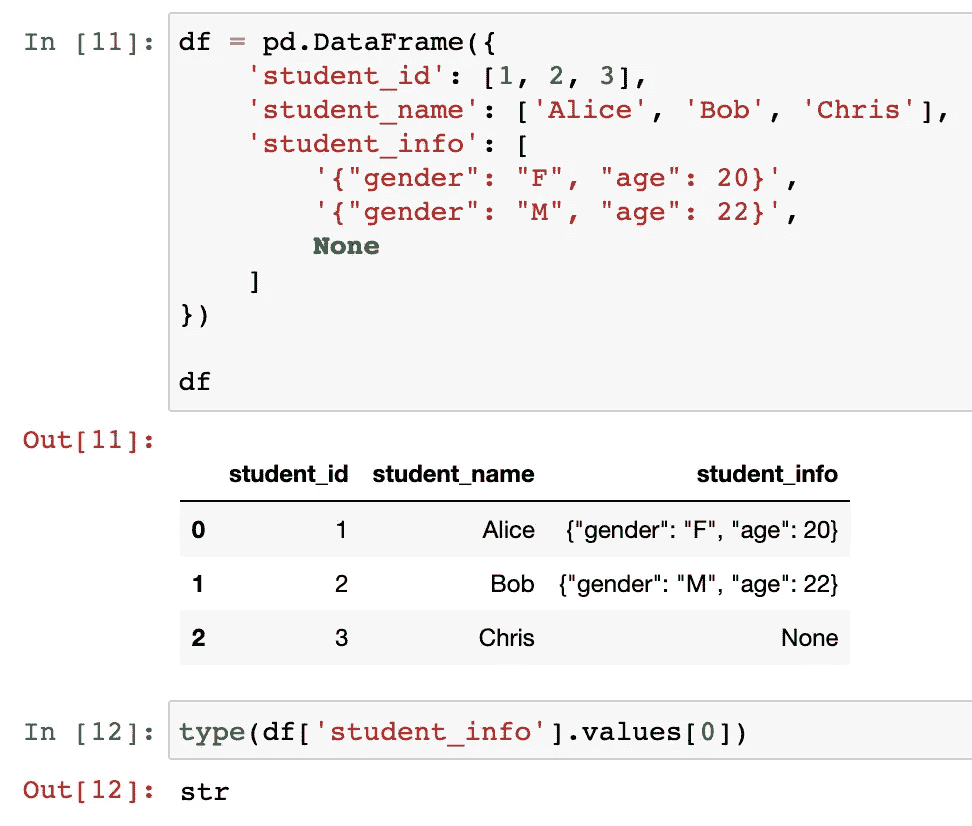 In [11]: df = pd.DataFrame({
    'student_id': [1, 2, 3],
    'student_name': ['Alice', 'Bob', 'Chris'],
    'student_info': [
        '{"gender": "F", "age": 20}',
        '{"gender": "M", "age": 22}',
        None
    ]
})
df
Out[11]:
student_id student_name student_info
0 1 Alice {"gender": "F", "age": 20}
1 2 Bob {"gender": "M", "age": 22}
2 3 Chris None
In [12]: type(df['student_info'].values[0])
Out[12]: str